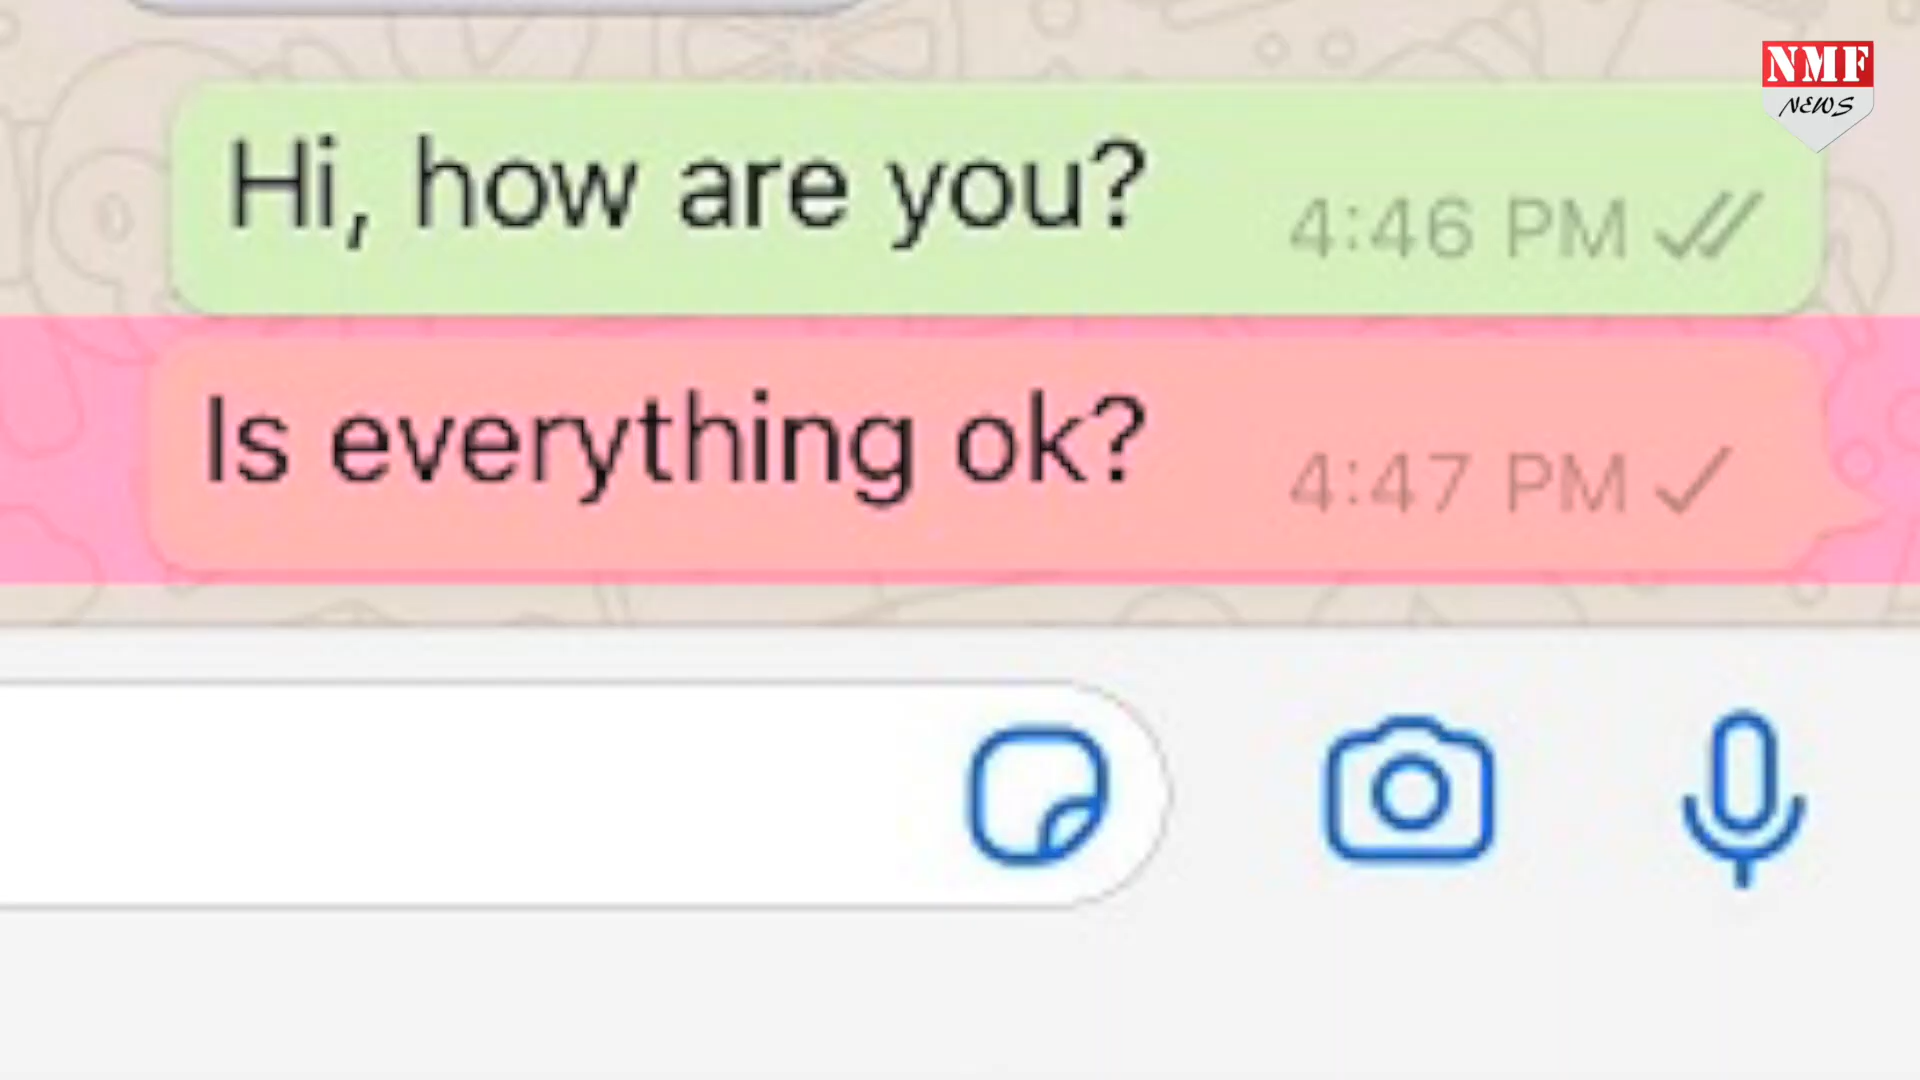 NMF
NEWS
Hi, how are you?
4:46 PM
Is everything ok?
4:47 PM